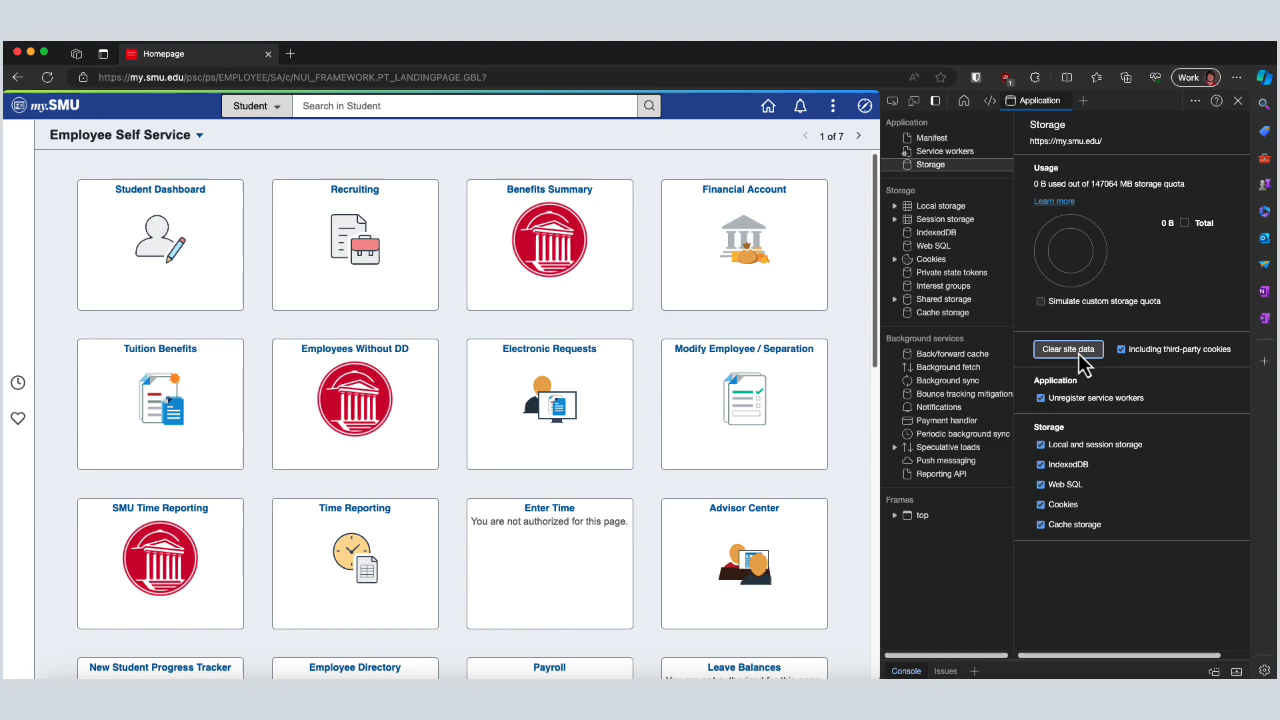 Homepage
https://my.smu.edu/psc/ps/EMPLOYEE/SA/c/NUI_FRAMEWORK.PT_LANDINGPAGE.GBL?
Work
1
my.SMU
Student
Search in Student
Employee Self Service
1 of 7
Student Dashboard
Recruiting
Benefits Summary
Financial Account
Tuition Benefits
Employees Without DD
Electronic Requests
Modify Employee / Separation
SMU Time Reporting
Time Reporting
Enter Time
You are not authorized for this page.
Advisor Center
New Student Progress Tracker
Employee Directory
Payroll
Leave Balances
Application
Application
Manifest
Service workers
Storage
Storage
Local storage
Session storage
IndexedDB
Web SQL
Cookies
Private state tokens
Interest groups
Shared storage
Cache storage
Background services
Back/forward cache
Background fetch
Background sync
Bounce tracking mitigation
Notifications
Payment handler
Periodic background sync
Speculative loads
Push messaging
Reporting API
Frames
top
Storage
https://my.smu.edu/
Usage
0 B used out of 147064 MB storage quota
Learn more
0 B Total
Simulate custom storage quota
Clear site data
including third-party cookies
Application
Unregister service workers
Storage
Local and session storage
IndexedDB
Web SQL
Cookies
Cache storage
Console
Issues